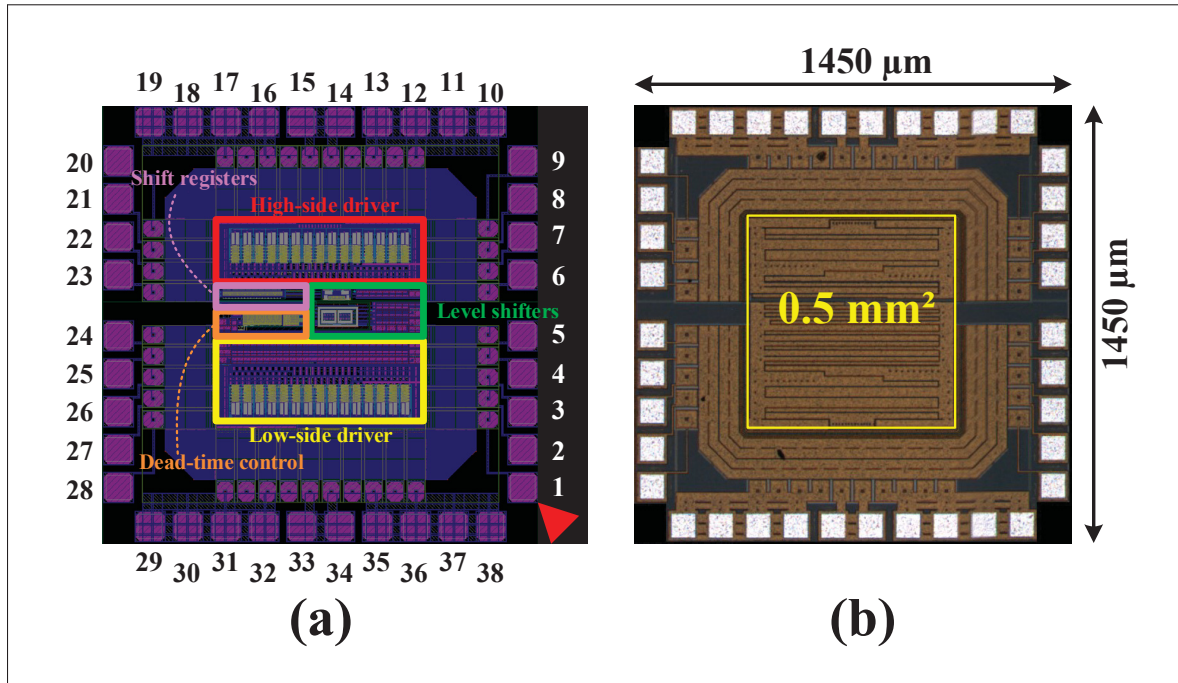 1450 µm
19 18 17 16 15 14 13 12 11 10
20 9
Shift registers
21 8
High-side driver
22 7
23 6
0.5 mm²
Level shifters
24 5
25 4
26 3
Low-side driver
27 2
Dead-time control
28 1
1450 µm
29 30 31 32 33 34 35 36 37 38
(a) (b)